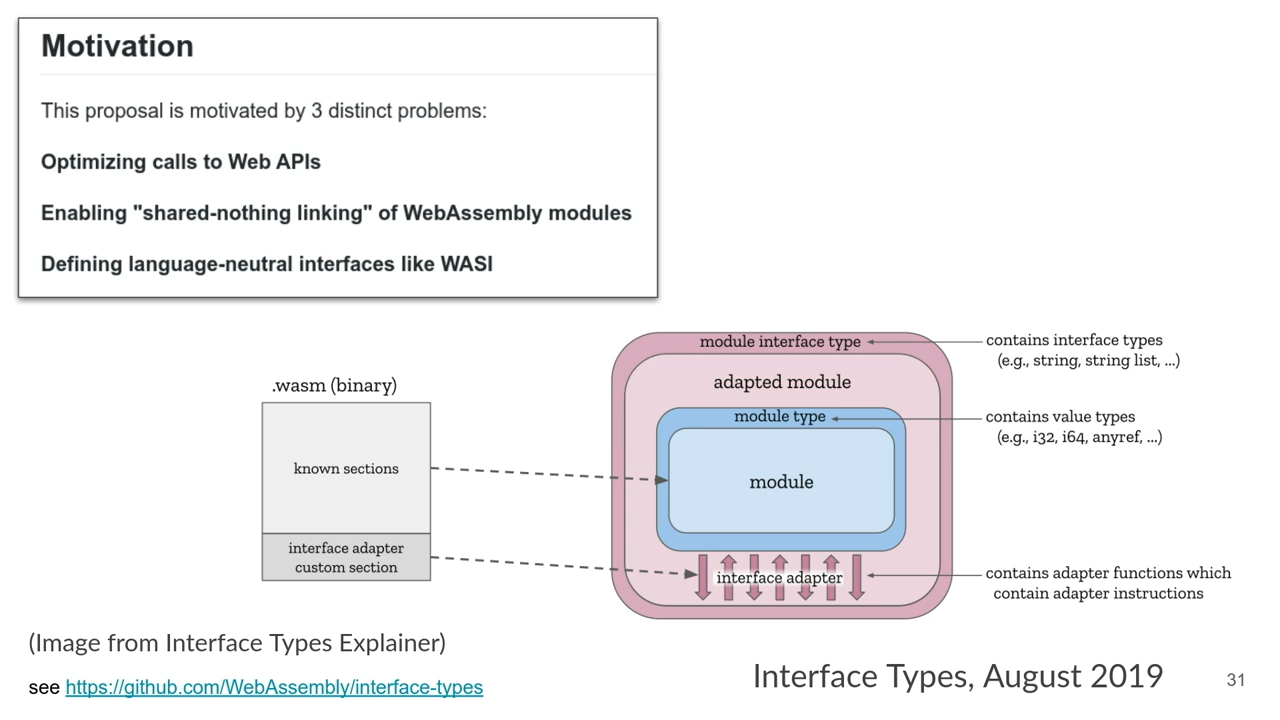 Motivation
This proposal is motivated by 3 distinct problems:
Optimizing calls to Web APIs
Enabling "shared-nothing linking" of WebAssembly modules
Defining language-neutral interfaces like WASI
.wasm (binary)
known sections
interface adapter
custom section
module interface type
adapted module
module type
module
interface adapter
contains interface types
(e.g., string, string list, ...)
contains value types
(e.g., i32, i64, anyref, ...)
contains adapter functions which
contain adapter instructions
(Image from Interface Types Explainer)
see https://github.com/WebAssembly/interface-types
Interface Types, August 2019
31